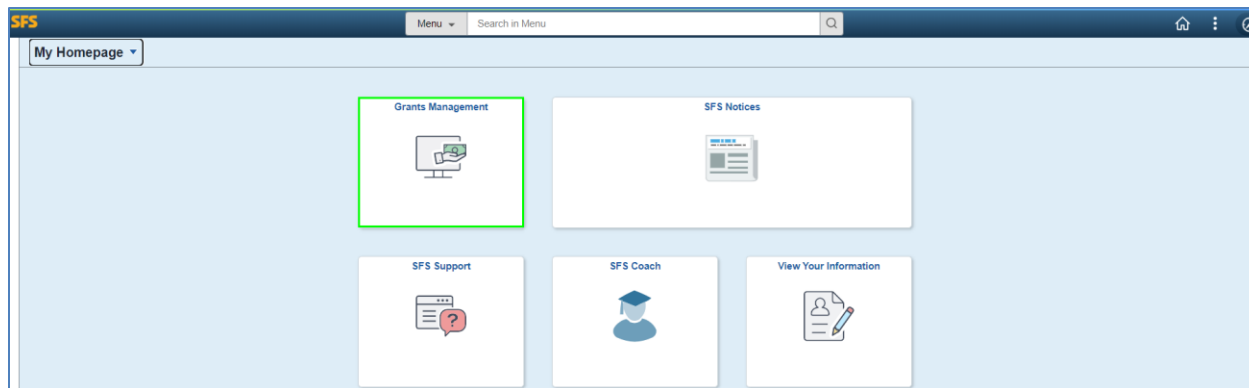 SFS
Menu
Search in Menu
My Homepage
Grants Management
SFS Notices
SFS Support
SFS Coach
View Your Information
?